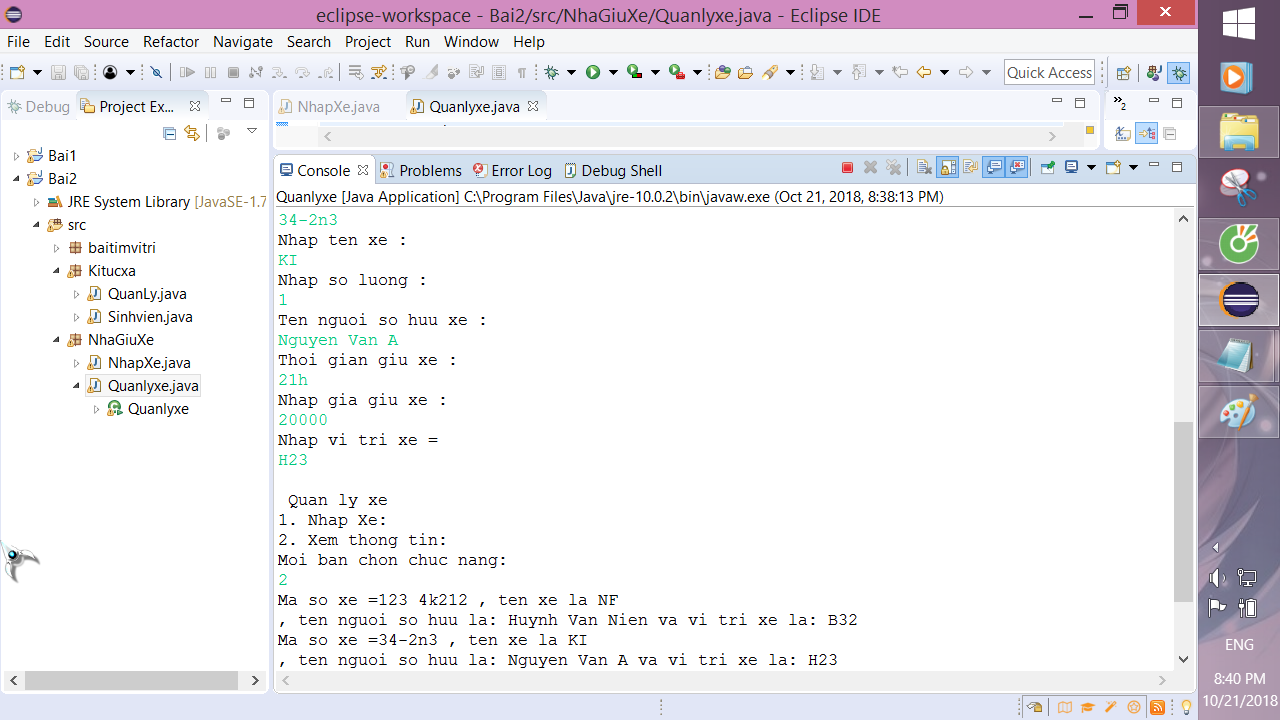 eclipse-workspace - Bai2/src/NhaGiuXe/Quanlyxe.java - Eclipse IDE
File Edit Source Refactor Navigate Search Project Run Window Help
Quick Access
Debug Project Ex...
NhapXe.java Quanlyxe.java
2
Bai1
Bai2
JRE System Library [JavaSE-1.7
src
baitimvitri
Kitucxa
QuanLy.java
Sinhvien.java
NhaGiuXe
NhapXe.java
Quanlyxe.java
Quanlyxe
Console Problems Error Log Debug Shell
Quanlyxe [Java Application] C:\Program Files\Java\jre-10.0.2\bin\javaw.exe (Oct 21, 2018, 8:38:13 PM)
34-2n3
Nhap ten xe :
KI
Nhap so luong :
1
Ten nguoi so huu xe :
Nguyen Van A
Thoi gian giu xe :
21h
Nhap gia giu xe :
20000
Nhap vi tri xe =
H23
Quan ly xe
1. Nhap Xe:
2. Xem thong tin:
Moi ban chon chuc nang:
2
Ma so xe =123 4k212 , ten xe la NF
, ten nguoi so huu la: Huynh Van Nien va vi tri xe la: B32
Ma so xe =34-2n3 , ten xe la KI
, ten nguoi so huu la: Nguyen Van A va vi tri xe la: H23
ENG
8:40 PM
10/21/2018